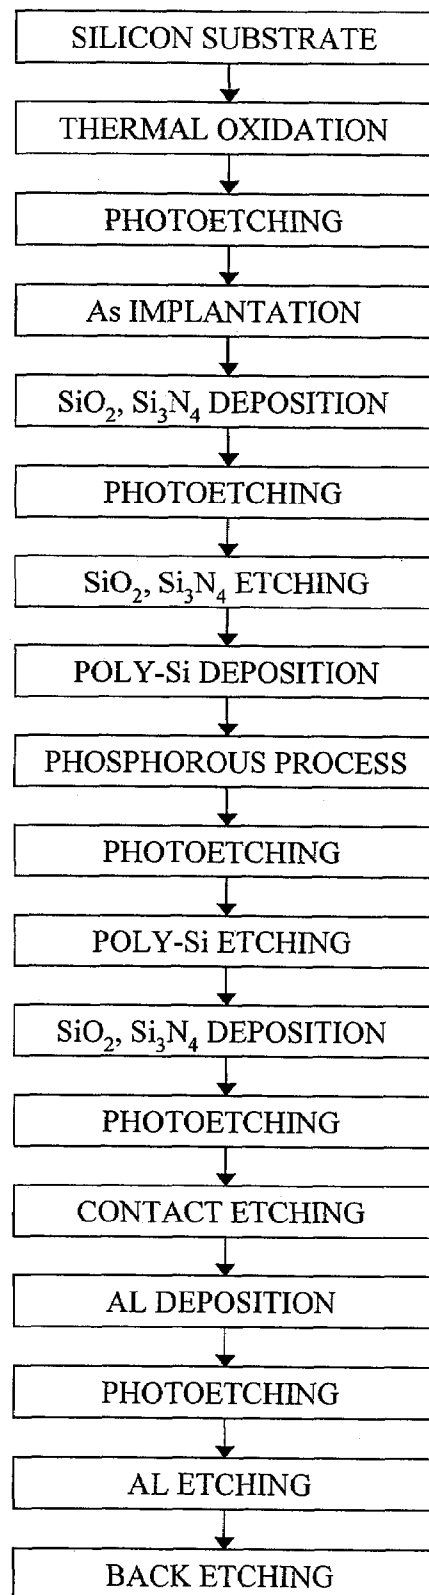 SILICON SUBSTRATE
THERMAL OXIDATION
PHOTOETCHING
As IMPLANTATION
SiO₂, Si₃N₄ DEPOSITION
PHOTOETCHING
SiO₂, Si₃N₄ ETCHING
POLY-Si DEPOSITION
PHOSPHOROUS PROCESS
PHOTOETCHING
POLY-Si ETCHING
SiO₂, Si₃N₄ DEPOSITION
PHOTOETCHING
CONTACT ETCHING
AL DEPOSITION
PHOTOETCHING
AL ETCHING
BACK ETCHING